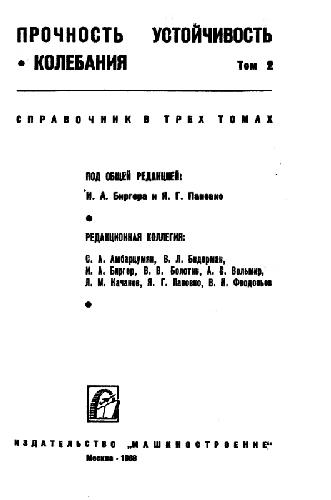 ПРОЧНОСТЬ УСТОЙЧИВОСТЬ
• КОЛЕБАНИЯ Том 2
СПРАВОЧНИК В ТРЕХ ТОМАХ
ПОД ОБЩЕЙ РЕДАКЦИЕЙ:
И. А. Биргера и Я. Г. Пановко
РЕДАКЦИОННАЯ КОЛЛЕГИЯ:
С. А. Амбарцумян, В. Л. Бидерман,
И. А. Биргер, В. В. Болотин, А. С. Вольмир,
Л. М. Качанов, Я. Г. Пановко, В. И. Феодосьев
ИЗДАТЕЛЬСТВО „МАШИНОСТРОЕНИЕ"
Москва - 1968